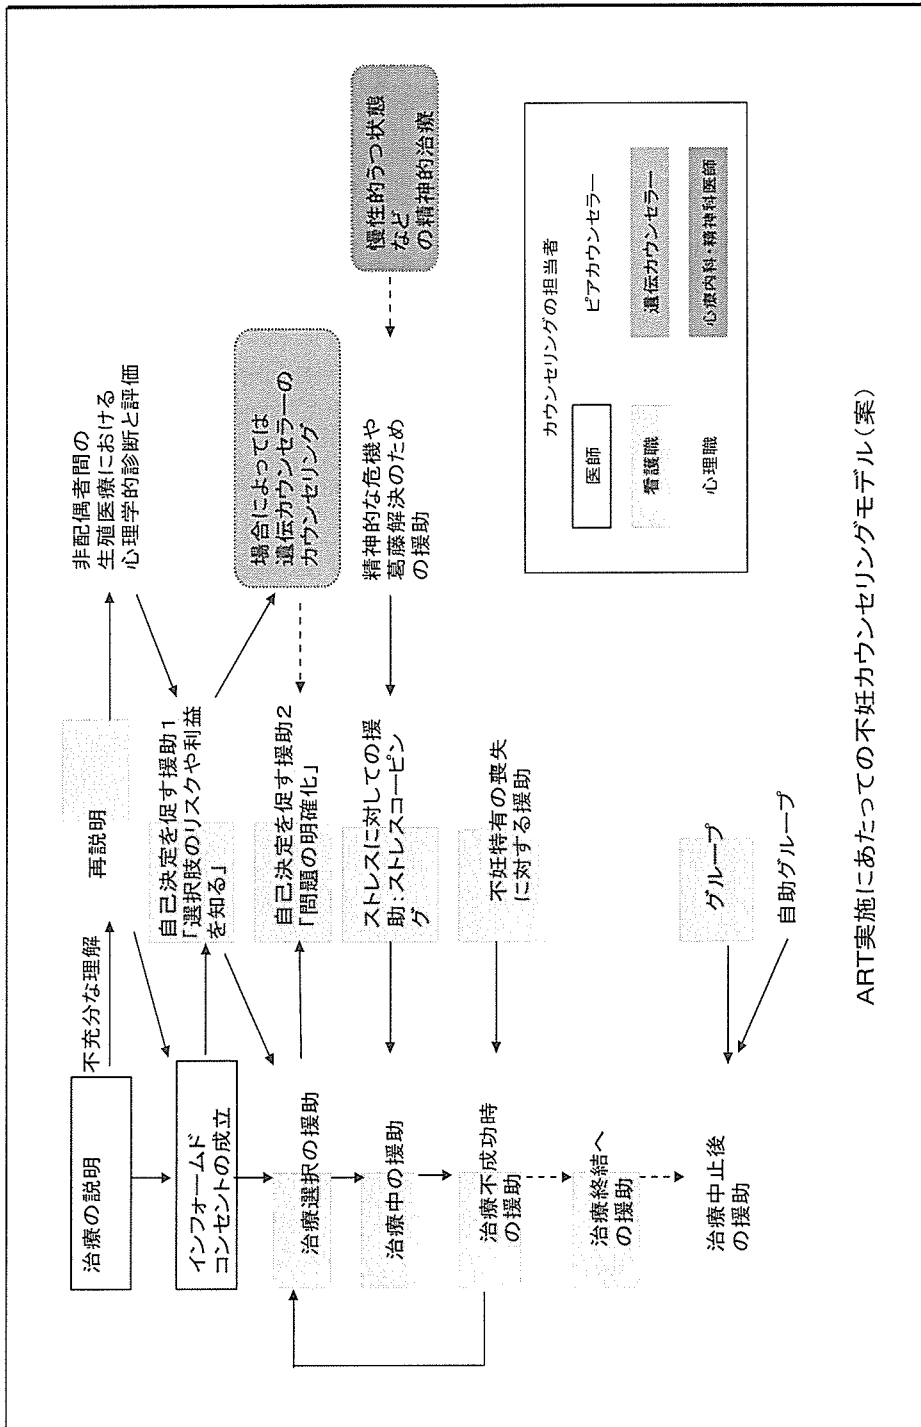 治療の説明
不充分な理解
再説明
非配偶者間の
生殖医療における
心理学的診断と評価
インフォームド
コンセントの成立
自己決定を促す援助1
「選択肢のリスクや利益
を知る」
場合によっては
遺伝カウンセラーの
カウンセリング
治療選択の援助
自己決定を促す援助2
「問題の明確化」
治療中の援助
ストレスに対しての援
助:ストレスコーピン
グ
精神的な危機や
葛藤解決のため
の援助
慢性的うつ状態
など
の精神的治療
治療不成功時
の援助
不妊特有の喪失
に対する援助
治療終結へ
の援助
治療中止後
の援助
グループ
自助グループ
カウンセリングの担当者
医師
ピアカウンセラー
看護職
遺伝カウンセラー
心理職
心療内科・精神科医師
ART実施にあたっての不妊カウンセリングモデル(案)